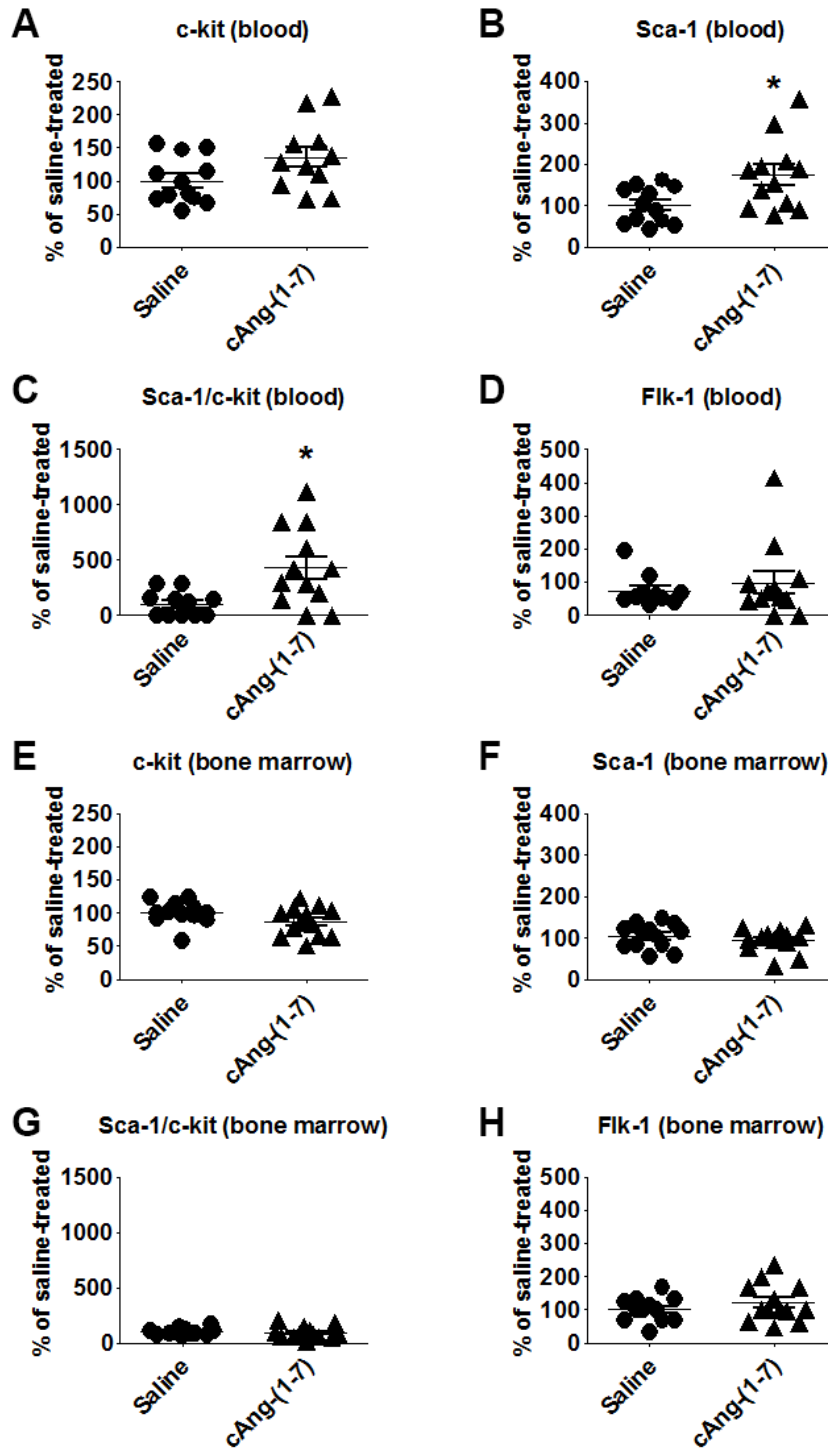 A
c-kit (blood)
% of saline-treated
250
200
150
100
50
0
Saline
cAng-(1-7)
B
Sca-1 (blood)
% of saline-treated
400
300
200
100
0
*
Saline
cAng-(1-7)
C
Sca-1/c-kit (blood)
% of saline-treated
1500
1000
500
0
*
Saline
cAng-(1-7)
D
Flk-1 (blood)
% of saline-treated
500
400
300
200
100
0
Saline
cAng-(1-7)
E
c-kit (bone marrow)
% of saline-treated
250
200
150
100
50
0
Saline
cAng-(1-7)
F
Sca-1 (bone marrow)
% of saline-treated
400
300
200
100
0
Saline
cAng-(1-7)
G
Sca-1/c-kit (bone marrow)
% of saline-treated
1500
1000
500
0
Saline
cAng-(1-7)
H
Flk-1 (bone marrow)
% of saline-treated
500
400
300
200
100
0
Saline
cAng-(1-7)